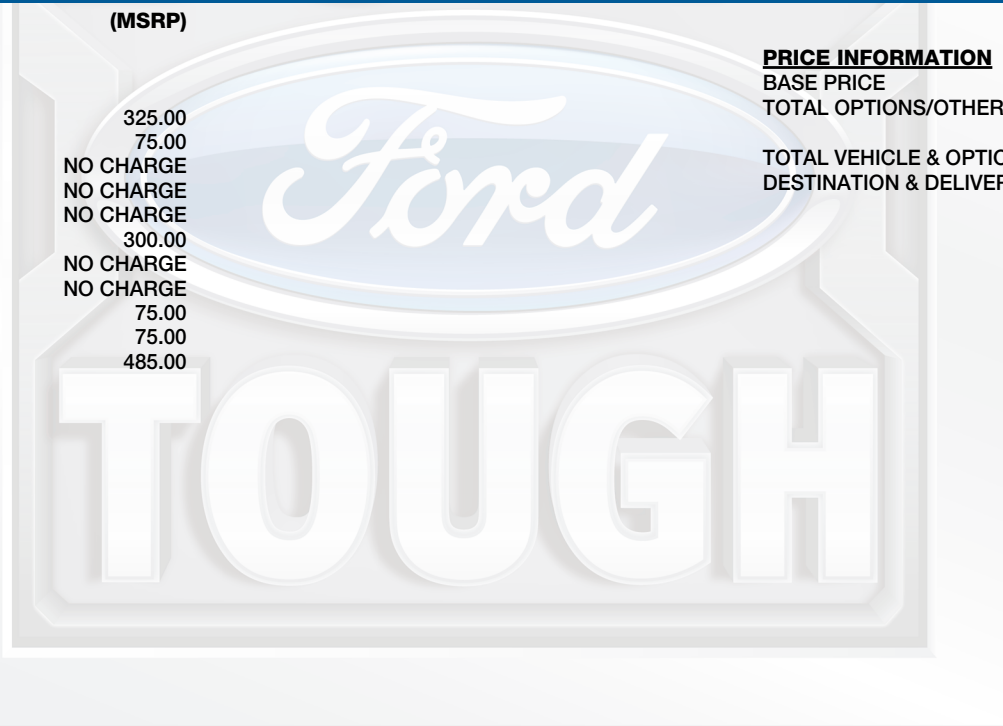 (MSRP)
325.00
75.00
NO CHARGE
NO CHARGE
NO CHARGE
300.00
NO CHARGE
NO CHARGE
75.00
75.00
485.00
PRICE INFORMATION
BASE PRICE
TOTAL OPTIONS/OTHER
TOTAL VEHICLE & OPTIO
DESTINATION & DELIVER
Ford
TOUGH